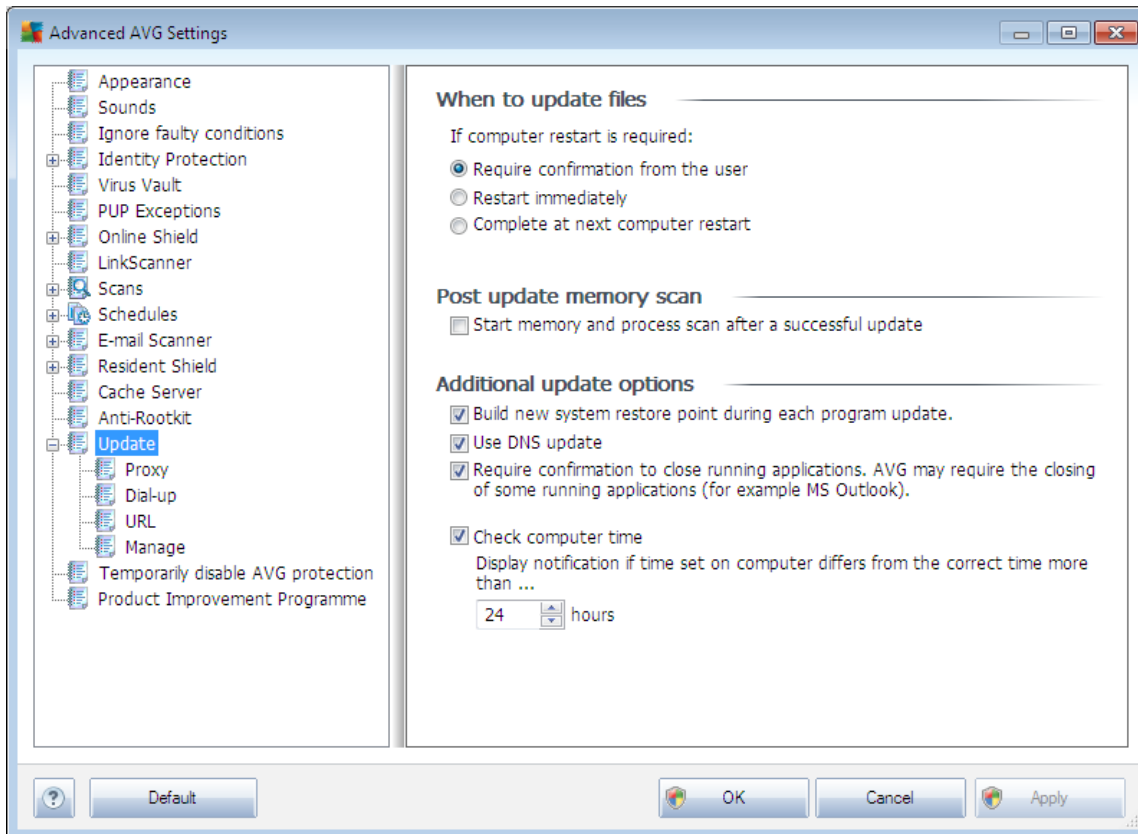 Advanced AVG Settings
Appearance
Sounds
Ignore faulty conditions
Identity Protection
Virus Vault
PUP Exceptions
Online Shield
LinkScanner
Scans
Schedules
E-mail Scanner
Resident Shield
Cache Server
Anti-Rootkit
Update
Proxy
Dial-up
URL
Manage
Temporarily disable AVG protection
Product Improvement Programme
When to update files
If computer restart is required:
Require confirmation from the user
Restart immediately
Complete at next computer restart
Post update memory scan
Start memory and process scan after a successful update
Additional update options
Build new system restore point during each program update.
Use DNS update
Require confirmation to close running applications. AVG may require the closing
of some running applications (for example MS Outlook).
Check computer time
Display notification if time set on computer differs from the correct time more
than ...
24 hours
? Default OK Cancel Apply